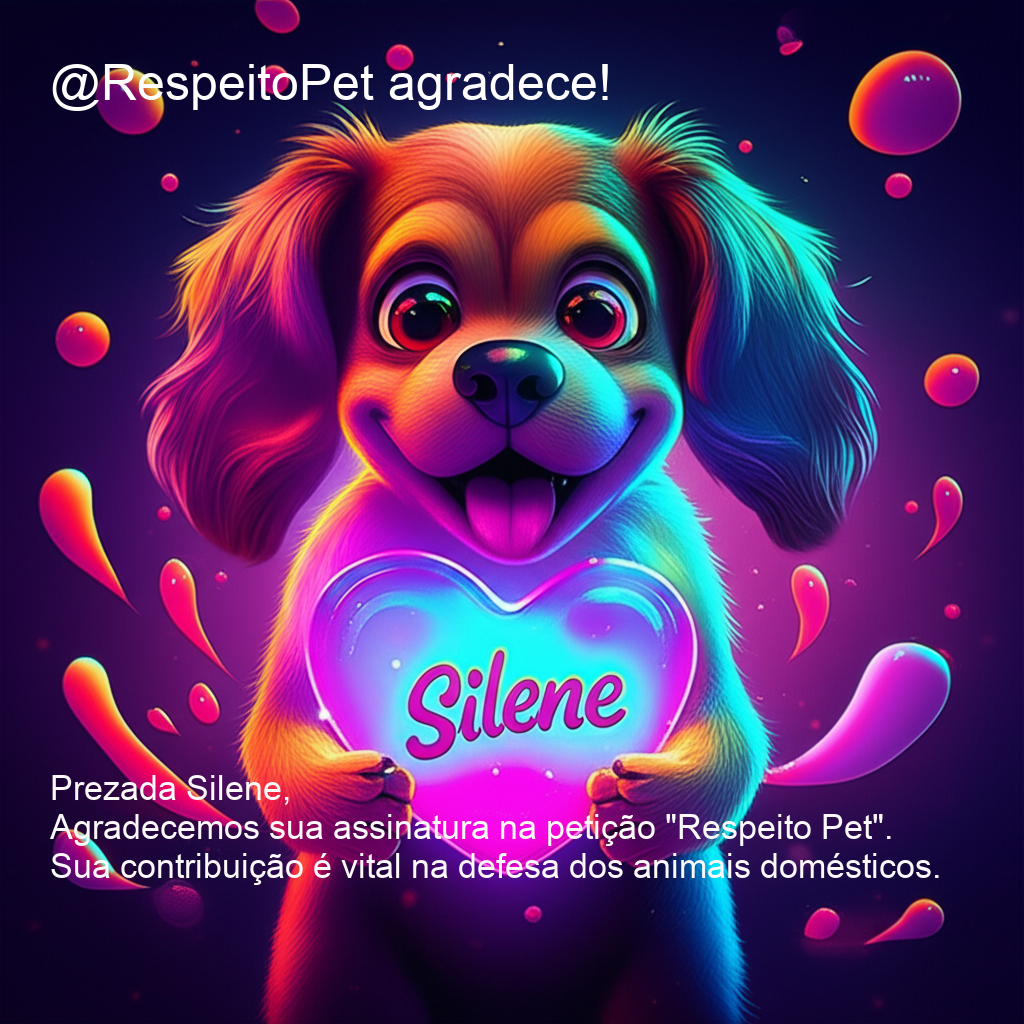 @RespeitoPet agradece!
Silene
Prezada Silene,
Agradecemos sua assinatura na petição "Respeito Pet".
Sua contribuição é vital na defesa dos animais domésticos.